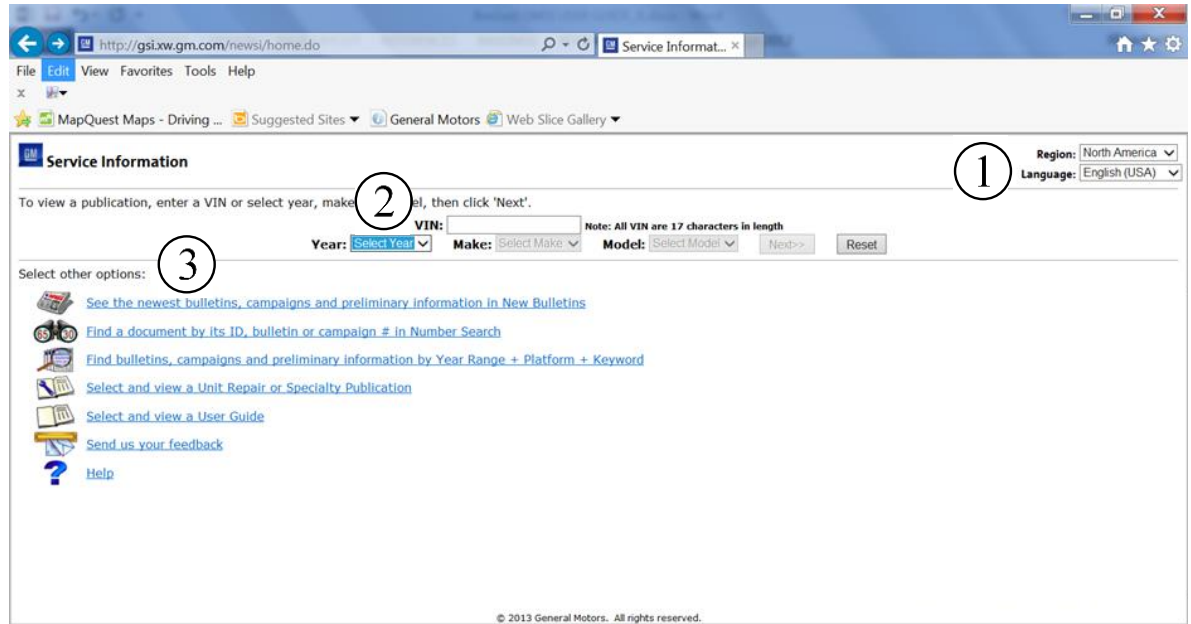 http://gsi.xw.gm.com/newsi/home.do
GM Service Informat... ×
File Edit View Favorites Tools Help
x
MapQuest Maps - Driving ... Suggested Sites General Motors Web Slice Gallery
GM Service Information
1
Region: North America
Language: English (USA)
To view a publication, enter a VIN or select year, make 2 el, then click 'Next'.
VIN: Note: All VIN are 17 characters in length
Year: Select Year Make: Select Make Model: Select Model Next>> Reset
3
Select other options:
See the newest bulletins, campaigns and preliminary information in New Bulletins
65 30 Find a document by its ID, bulletin or campaign # in Number Search
Find bulletins, campaigns and preliminary information by Year Range + Platform + Keyword
Select and view a Unit Repair or Specialty Publication
Select and view a User Guide
Send us your feedback
? Help
© 2013 General Motors. All rights reserved.